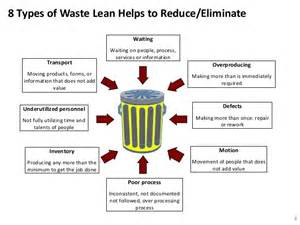 8 Types of Waste Lean Helps to Reduce/Eliminate
Waiting
Waiting on people, process,
services or information
Transport
Moving products, forms, or
information that does not add
value
Overproducing
Making more than is immediately
required
Underutilized personnel
Not fully utilizing time and
talents of people
Defects
Making more than once, repair
or rework
Inventory
Producing any more than the
minimum to get the job done
Motion
Movement of people that does
not add value
Poor process
Inconsistent, not documented
not followed, over processing
process